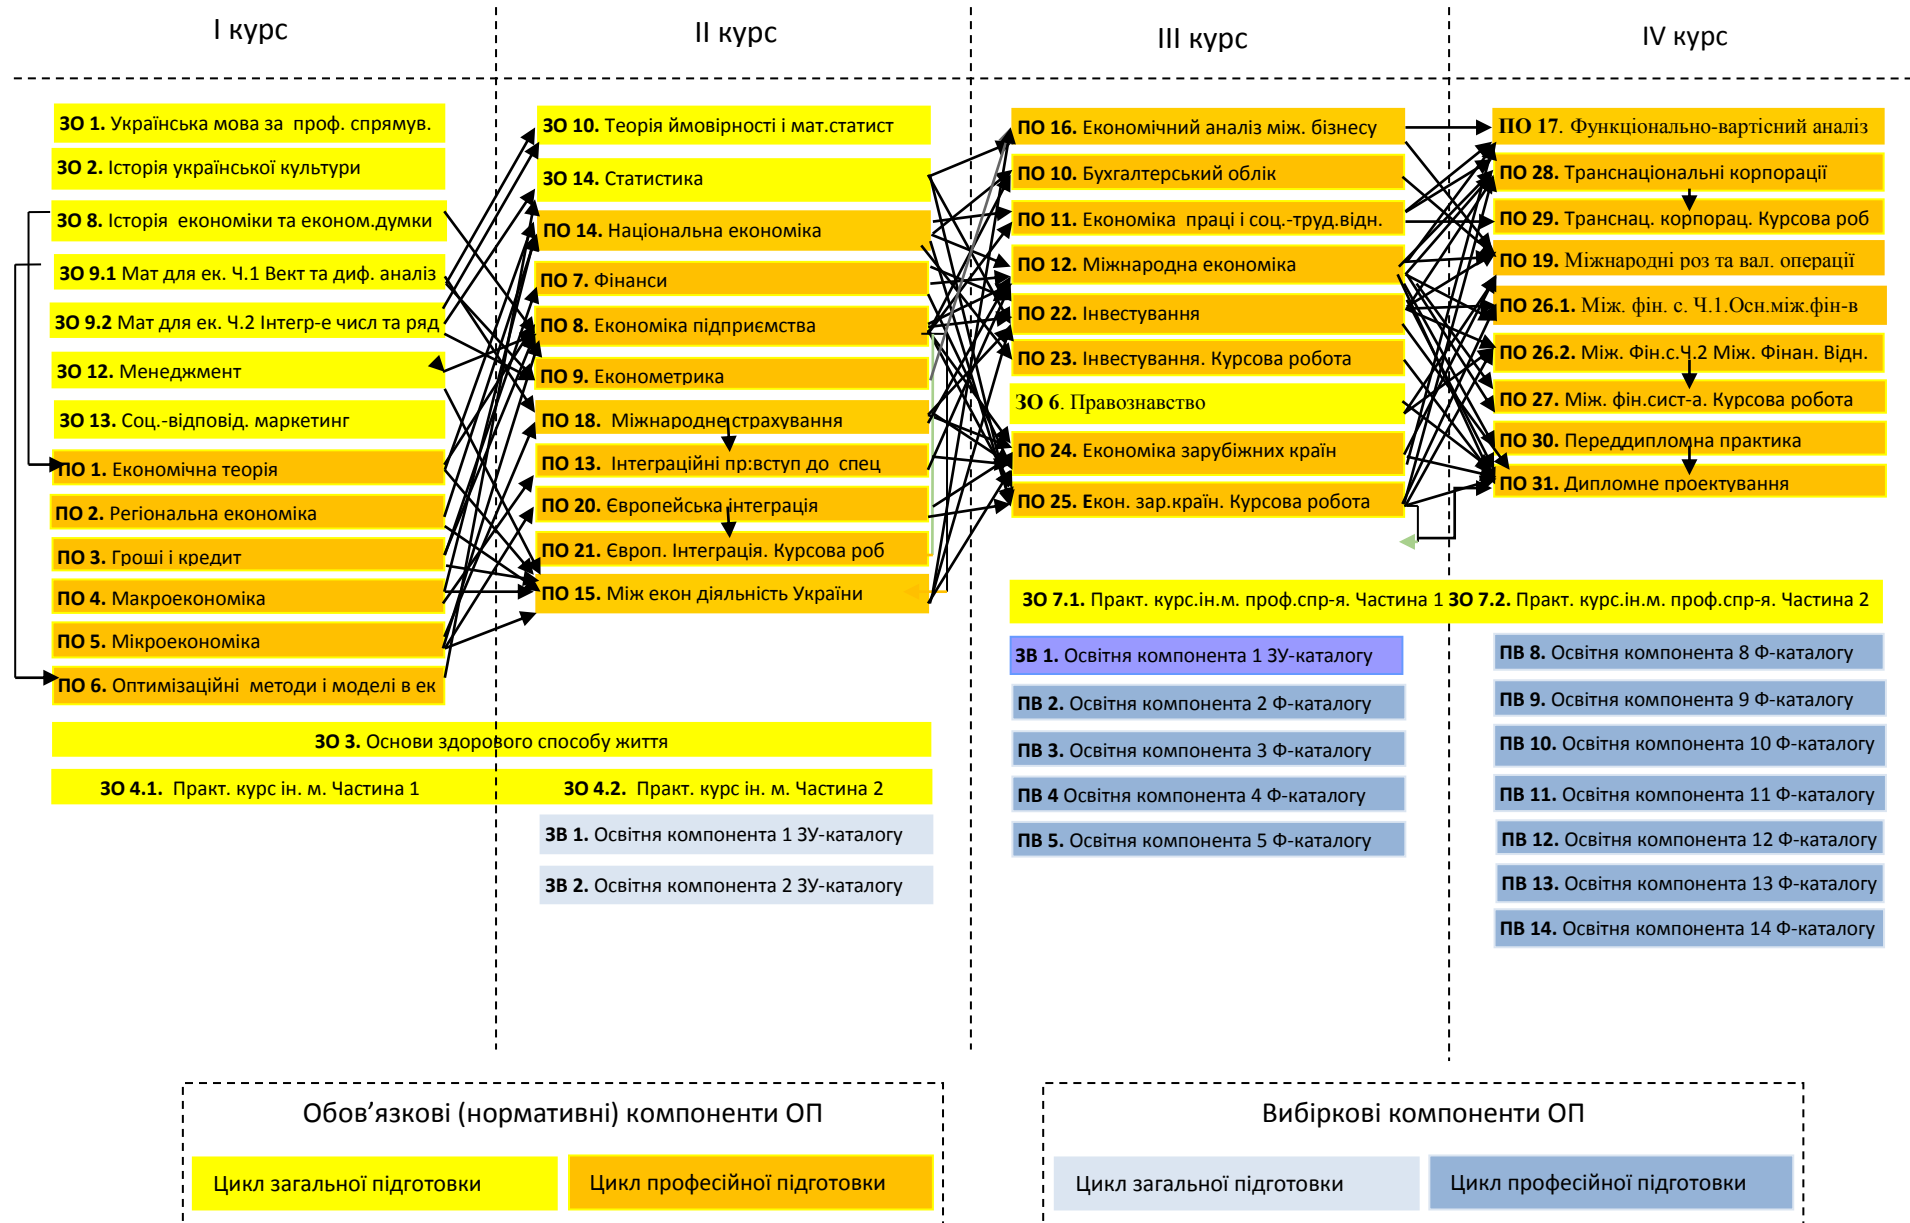 І курс
ІІ курс
ІІІ курс
ІV курс
ЗО 1. Українська мова за проф. спрямув.
ЗО 2. Історія української культури
ЗО 8. Історія економіки та економ.думки
ЗО 9.1 Мат для ек. Ч.1 Вект та диф. аналіз
ЗО 9.2 Мат для ек. Ч.2 Інтегр-е числ та ряд
ЗО 12. Менеджмент
ЗО 13. Соц.-відповід. маркетинг
ПО 1. Економічна теорія
ПО 2. Регіональна економіка
ПО 3. Гроші і кредит
ПО 4. Макроекономіка
ПО 5. Мікроекономіка
ПО 6. Оптимізаційні методи і моделі в ек
ЗО 10. Теорія ймовірності і мат.статист
ЗО 14. Статистика
ПО 14. Національна економіка
ПО 7. Фінанси
ПО 8. Економіка підприємства
ПО 9. Економетрика
ПО 18. Міжнародне страхування
ПО 13. Інтеграційні пр:вступ до спец
ПО 20. Європейська інтеграція
ПО 21. Європ. Інтеграція. Курсова роб
ПО 15. Між екон діяльність України
ПО 16. Економічний аналіз між. бізнесу
ПО 10. Бухгалтерський облік
ПО 11. Економіка праці і соц.-труд.відн.
ПО 12. Міжнародна економіка
ПО 22. Інвестування
ПО 23. Інвестування. Курсова робота
ЗО 6. Правознавство
ПО 24. Економіка зарубіжних країн
ПО 25. Екон. зар.країн. Курсова робота
ПО 17. Функціонально-вартісний аналіз
ПО 28. Транснаціональні корпорації
ПО 29. Транснац. корпорац. Курсова роб
ПО 19. Міжнародні роз та вал. операції
ПО 26.1. Між. фін. с. Ч.1.Осн.між.фін-в
ПО 26.2. Між. Фін.с.Ч.2 Між. Фінан. Відн.
ПО 27. Між. фін.сист-а. Курсова робота
ПО 30. Переддипломна практика
ПО 31. Дипломне проектування
ЗО 3. Основи здорового способу життя
ЗО 4.1. Практ. курс ін. м. Частина 1
ЗО 4.2. Практ. курс ін. м. Частина 2
ЗВ 1. Освітня компонента 1 ЗУ-каталогу
ЗВ 2. Освітня компонента 2 ЗУ-каталогу
ЗО 7.1. Практ. курс.ін.м. проф.спр-я. Частина 1
ЗО 7.2. Практ. курс.ін.м. проф.спр-я. Частина 2
ЗВ 1. Освітня компонента 1 ЗУ-каталогу
ПВ 2. Освітня компонента 2 Ф-каталогу
ПВ 3. Освітня компонента 3 Ф-каталогу
ПВ 4 Освітня компонента 4 Ф-каталогу
ПВ 5. Освітня компонента 5 Ф-каталогу
ПВ 8. Освітня компонента 8 Ф-каталогу
ПВ 9. Освітня компонента 9 Ф-каталогу
ПВ 10. Освітня компонента 10 Ф-каталогу
ПВ 11. Освітня компонента 11 Ф-каталогу
ПВ 12. Освітня компонента 12 Ф-каталогу
ПВ 13. Освітня компонента 13 Ф-каталогу
ПВ 14. Освітня компонента 14 Ф-каталогу
Обов’язкові (нормативні) компоненти ОП
Цикл загальної підготовки
Цикл професійної підготовки
Вибіркові компоненти ОП
Цикл загальної підготовки
Цикл професійної підготовки